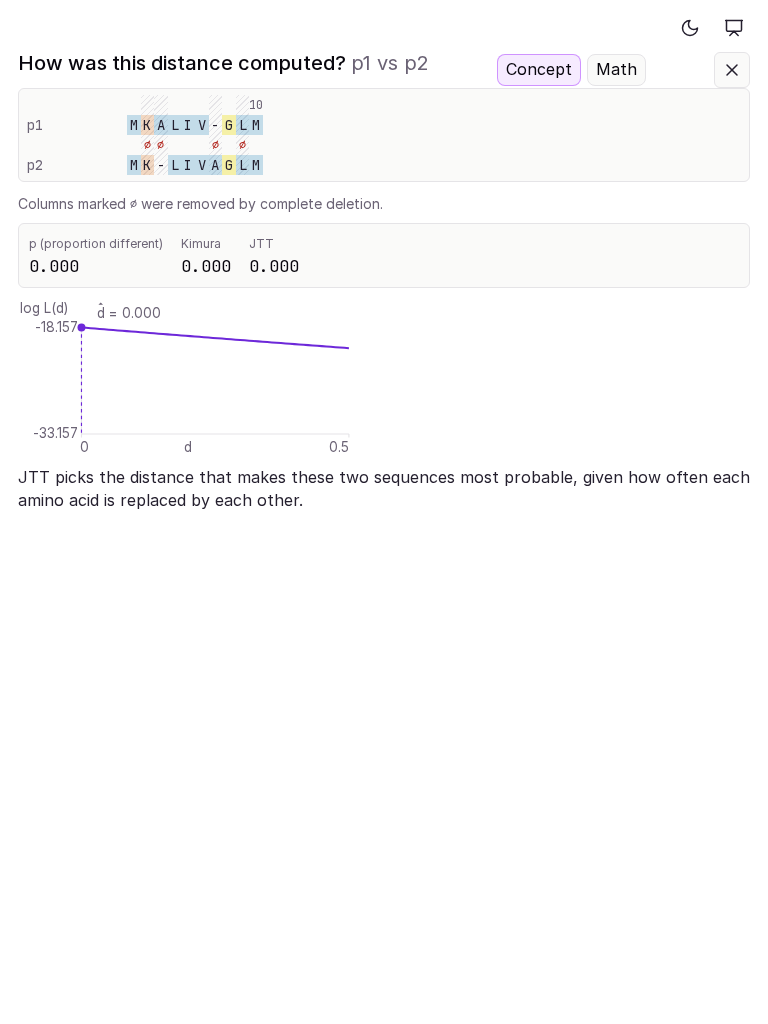 How was this distance computed? p1 vs p2
Concept
Math
10
p1 MKALIV-GLM
∅ ∅ ∅ ∅
p2 MK-LIVAGLM
Columns marked ∅ were removed by complete deletion.
p (proportion different) Kimura JTT
0.000 0.000 0.000
log L(d) d̂ = 0.000
-18.157
-33.157
0 d 0.5
JTT picks the distance that makes these two sequences most probable, given how often each
amino acid is replaced by each other.